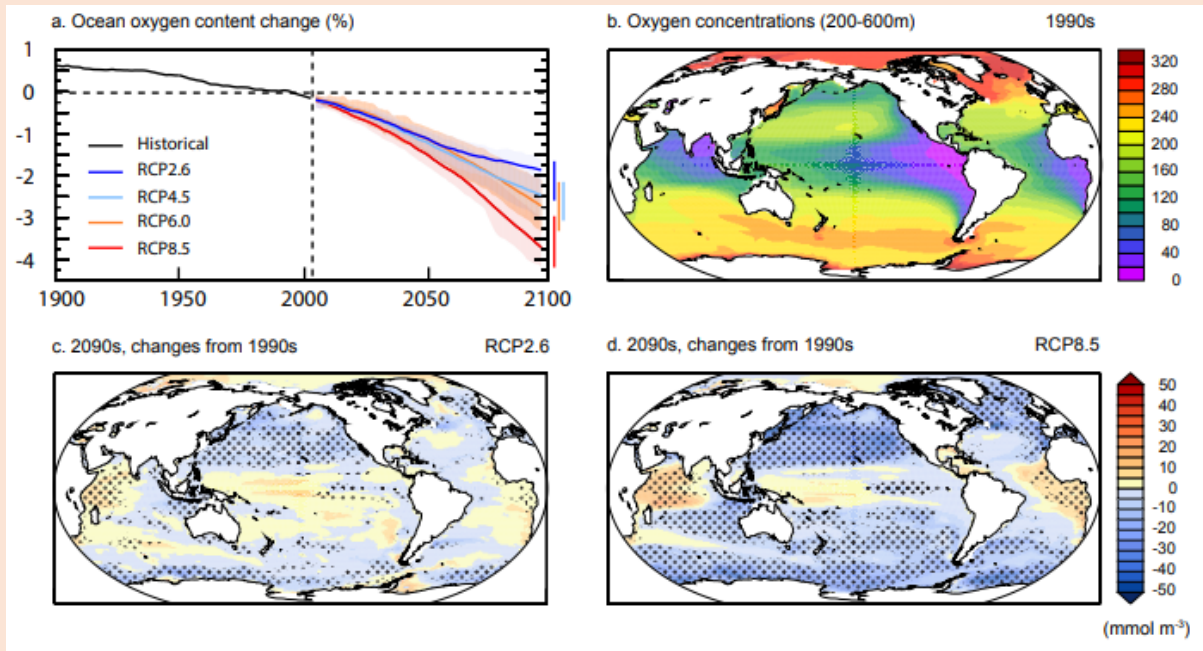 a. Ocean oxygen content change (%)
1
0
-1
-2
-3
-4
Historical
RCP2.6
RCP4.5
RCP6.0
RCP8.5
1900
1950
2000
2050
2100
b. Oxygen concentrations (200-600m)
1990s
320
280
240
200
160
120
80
40
0
c. 2090s, changes from 1990s
RCP2.6
d. 2090s, changes from 1990s
RCP8.5
50
40
30
20
10
0
-10
-20
-30
-40
-50
(mmol m⁻³)